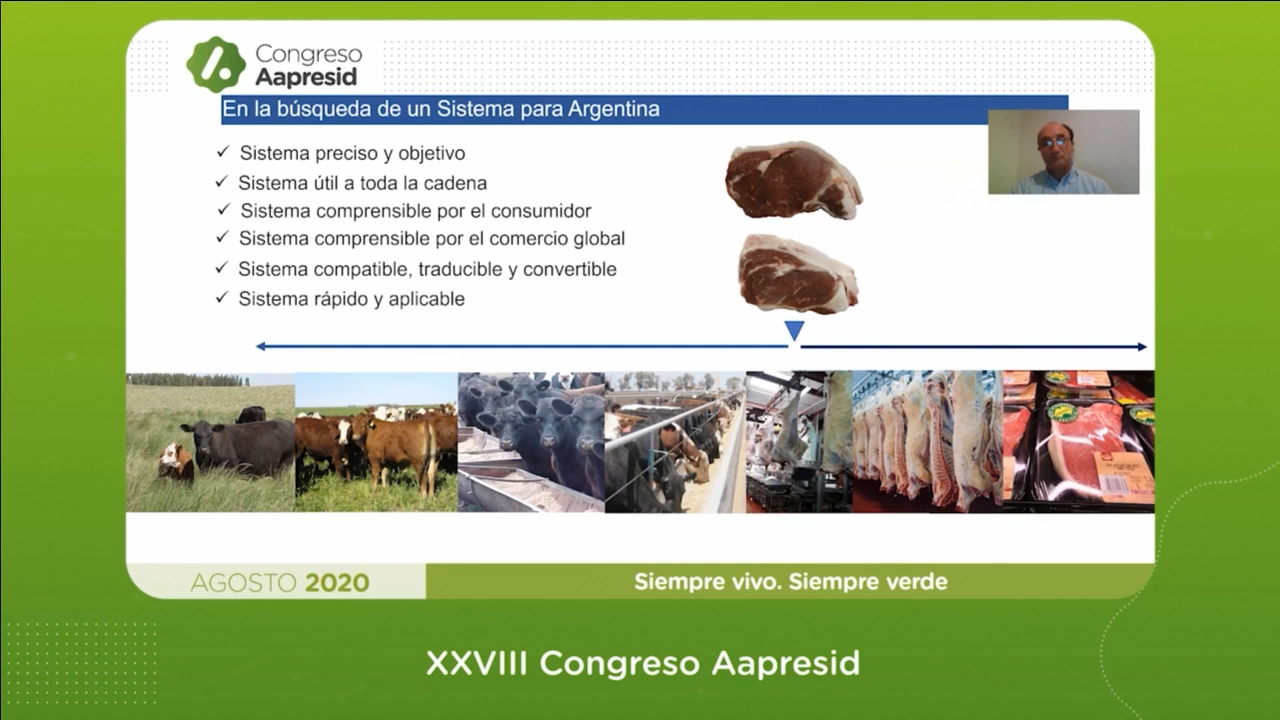 Congreso
Aapresid
En la búsqueda de un Sistema para Argentina
✓ Sistema preciso y objetivo
✓ Sistema útil a toda la cadena
✓ Sistema comprensible por el consumidor
✓ Sistema comprensible por el comercio global
✓ Sistema compatible, traducible y convertible
✓ Sistema rápido y aplicable
AGOSTO 2020
Siempre vivo. Siempre verde
XXVIII Congreso Aapresid